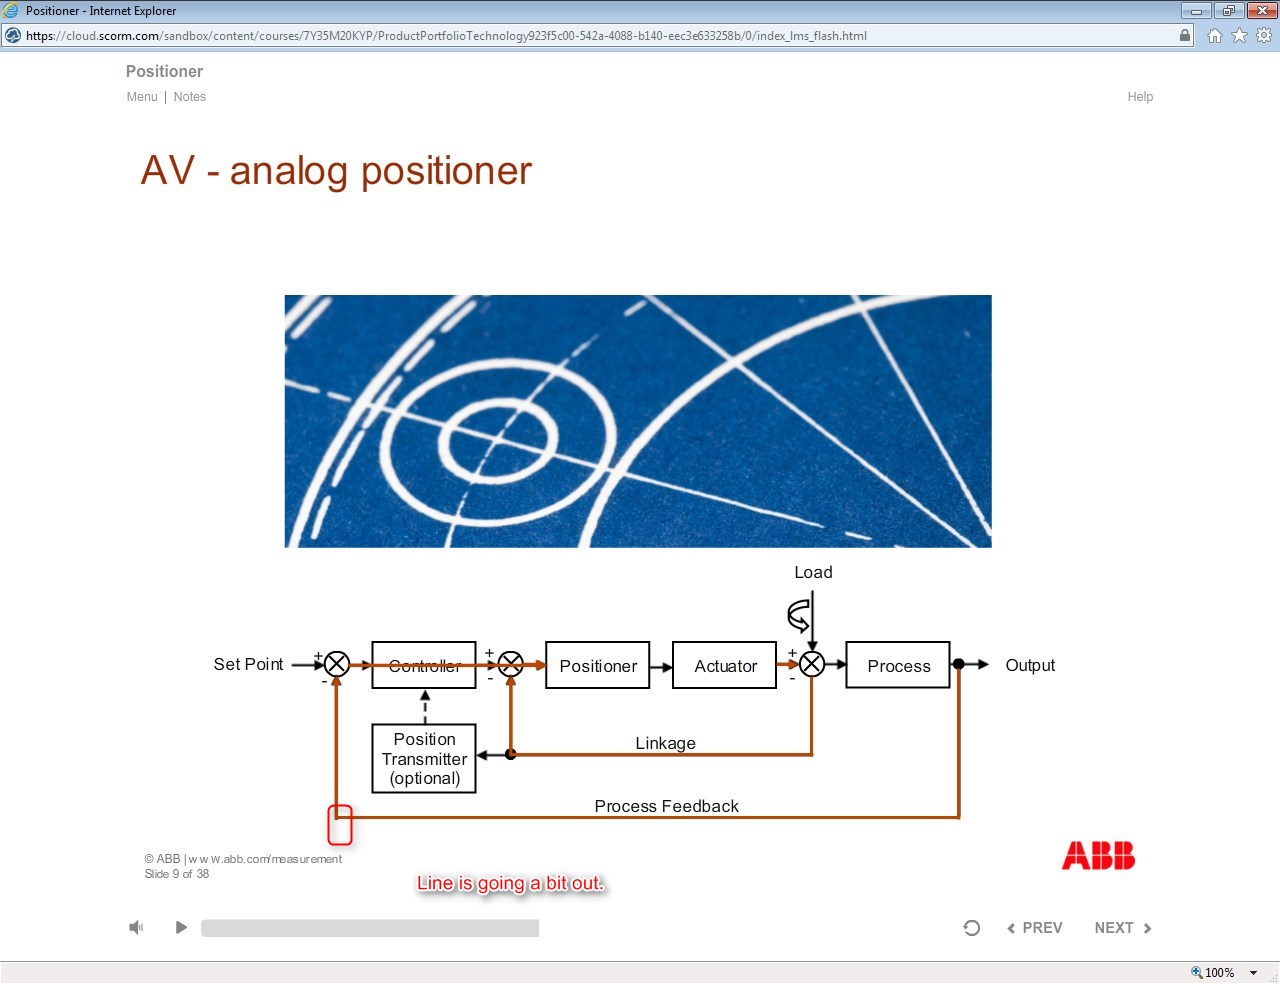 Positioner - Internet Explorer
https://cloud.scorm.com/sandbox/content/courses/7Y35M20KYP/ProductPortfolioTechnology923f5c00-542a-4088-b140-eec3e633258b/0/index_lms_flash.html
Positioner
Menu | Notes
Help
AV - analog positioner
Load
Set Point
+
-
Controller
+
-
Positioner
Actuator
+
-
Process
Output
Position
Transmitter
(optional)
Linkage
Process Feedback
© ABB | www.abb.com/measurement
Slide 9 of 38
ABB
Line is going a bit out.
PREV
NEXT
100%